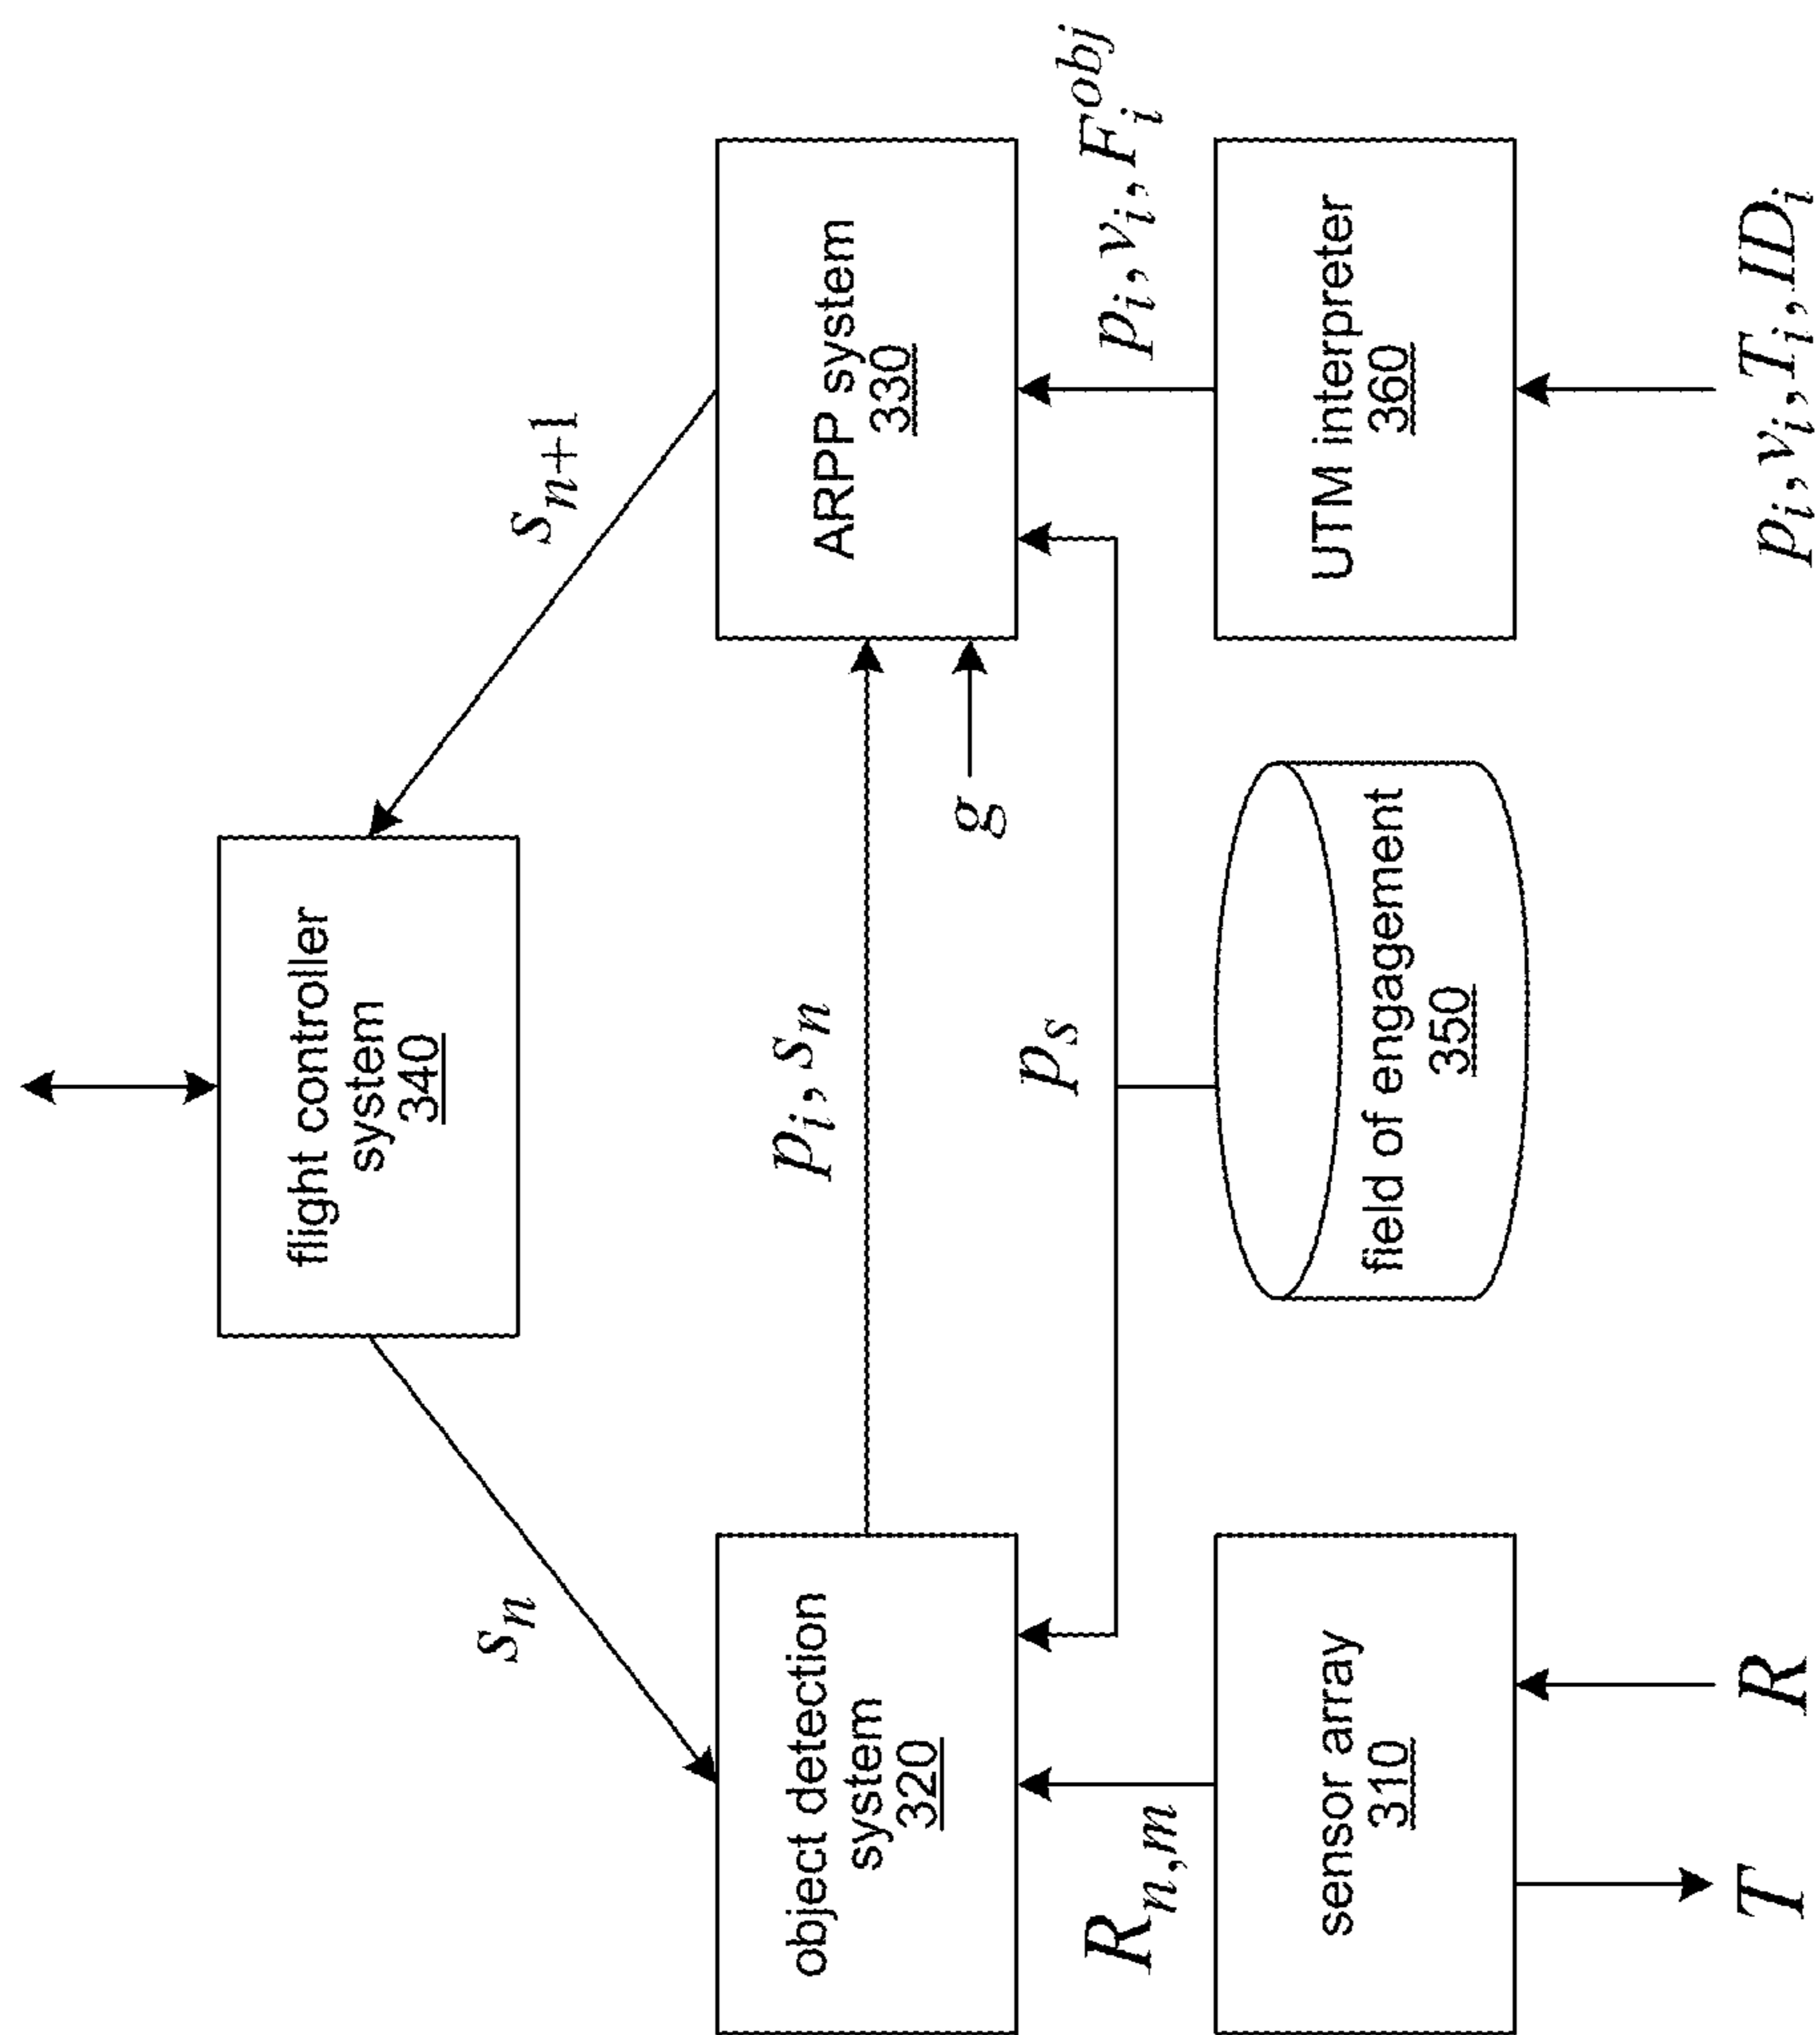 flight controller
system
340
s_n
s_{n+1}
p_i, s_n
object detection
system
320
ARPP system
330
g
p_s
R_{n,m}
p_i, v_i, F_i^{obj}
sensor array
310
field of engagement
350
UTM interpreter
360
T
R
p_i, v_i, T_i, ID_i